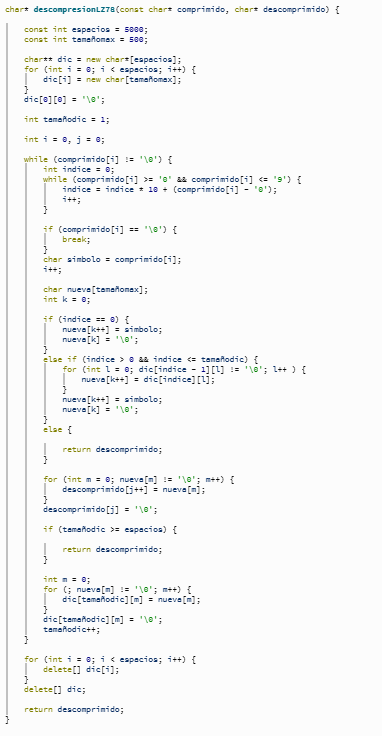 char* descompresionLZ78(const char* comprimido, char* descomprimido) {
const int espacios = 5000;
const int tamañomax = 500;
char** dic = new char*[espacios];
for (int i = 0; i < espacios; i++) {
dic[i] = new char[tamañomax];
}
dic[0][0] = '\0';
int tamañodic = 1;
int i = 0, j = 0;
while (comprimido[i] != '\0') {
int indice = 0;
while (comprimido[i] >= '0' && comprimido[i] <= '9') {
indice = indice * 10 + (comprimido[i] - '0');
i++;
}
if (comprimido[i] == '\0') {
break;
}
char simbolo = comprimido[i];
i++;
char nueva[tamañomax];
int k = 0;
if (indice == 0) {
nueva[k++] = simbolo;
nueva[k] = '\0';
}
else if (indice > 0 && indice <= tamañodic) {
for (int l = 0; dic[indice - 1][l] != '\0'; l++ ) {
nueva[k++] = dic[indice][l];
}
nueva[k++] = simbolo;
nueva[k] = '\0';
}
else {
return descomprimido;
}
for (int m = 0; nueva[m] != '\0'; m++) {
descomprimido[j++] = nueva[m];
}
descomprimido[j] = '\0';
if (tamañodic >= espacios) {
return descomprimido;
}
int m = 0;
for (; nueva[m] != '\0'; m++) {
dic[tamañodic][m] = nueva[m];
}
dic[tamañodic][m] = '\0';
tamañodic++;
}
for (int i = 0; i < espacios; i++) {
delete[] dic[i];
}
delete[] dic;
return descomprimido;
}